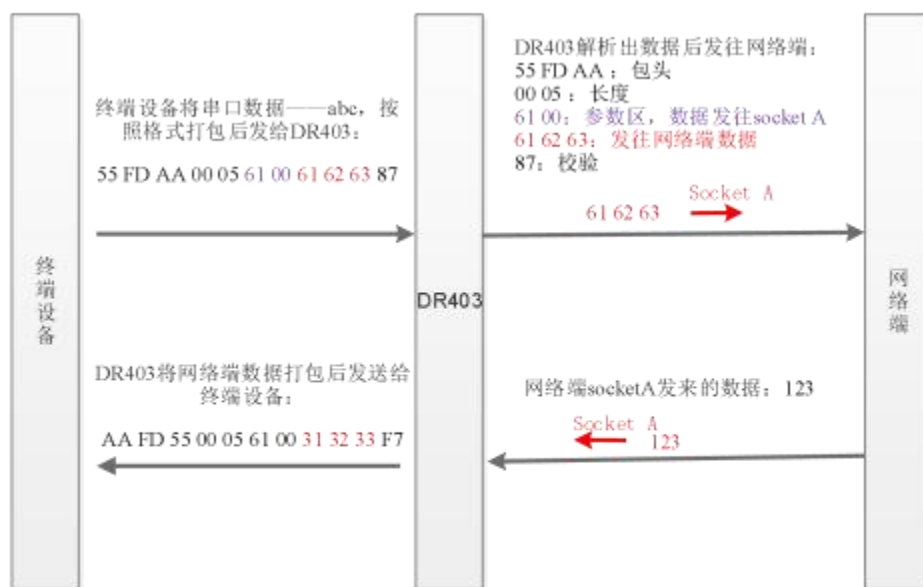 终端设备将串口数据——abc，按
照格式打包后发给DR403：
55 FD AA 00 05 61 00 61 62 63 87
DR403解析出数据后发往网络端：
55 FD AA：包头
00 05：长度
61 00：参数区，数据发往socket A
61 62 63：发往网络端数据
87：校验
Socket A
61 62 63
终端设备
DR403
网络端
DR403将网络端数据打包后发送给
终端设备：
AA FD 55 00 05 61 00 31 32 33 F7
网络端socketA发来的数据：123
Socket A
123